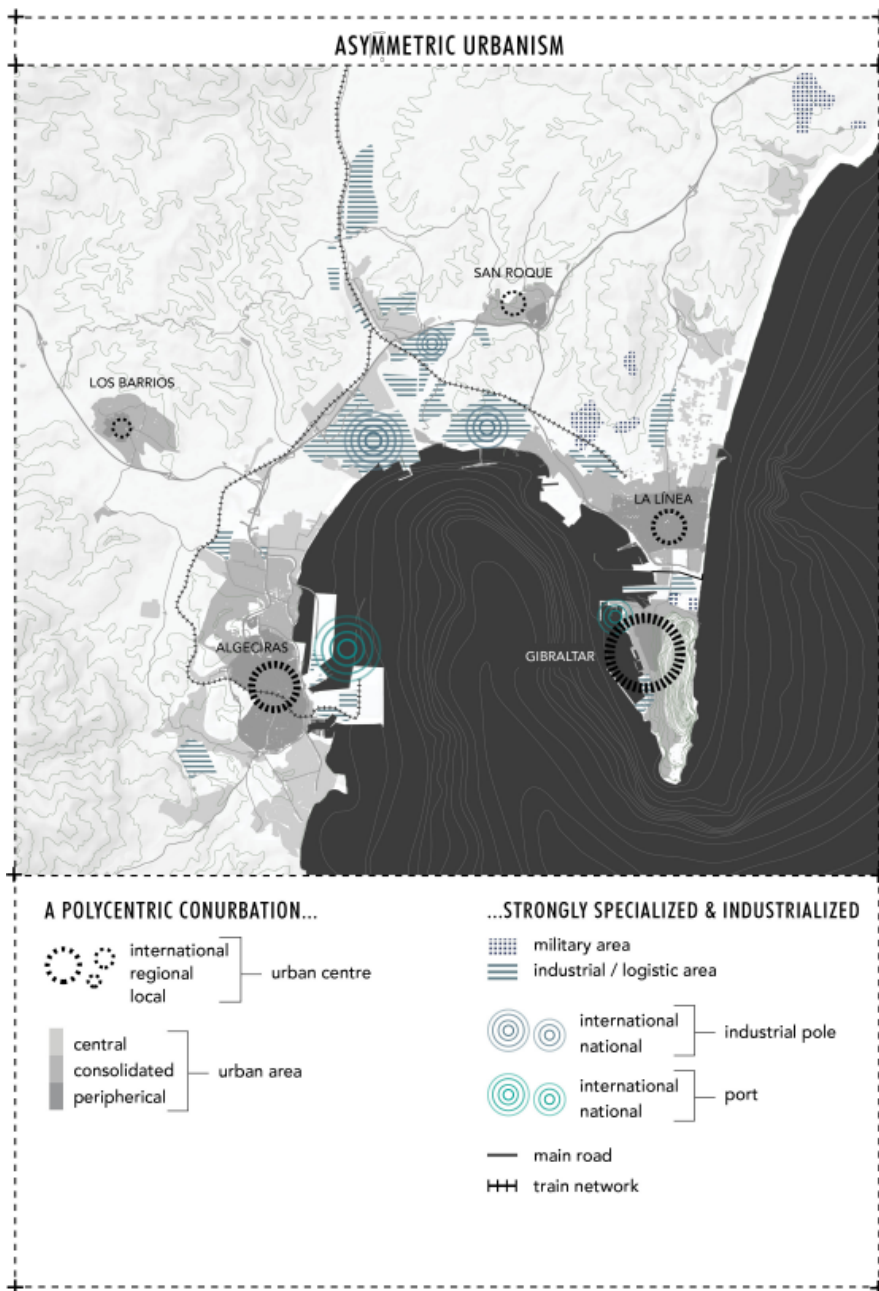 ASYMMETRIC URBANISM
SAN ROQUE
LOS BARRIOS
LA LÍNEA
ALGECIRAS
GIBRALTAR
A POLYCENTRIC CONURBATION...
international
regional
local
urban centre
central
consolidated
peripherical
urban area
...STRONGLY SPECIALIZED & INDUSTRIALIZED
military area
industrial / logistic area
international
national
industrial pole
international
national
port
main road
train network